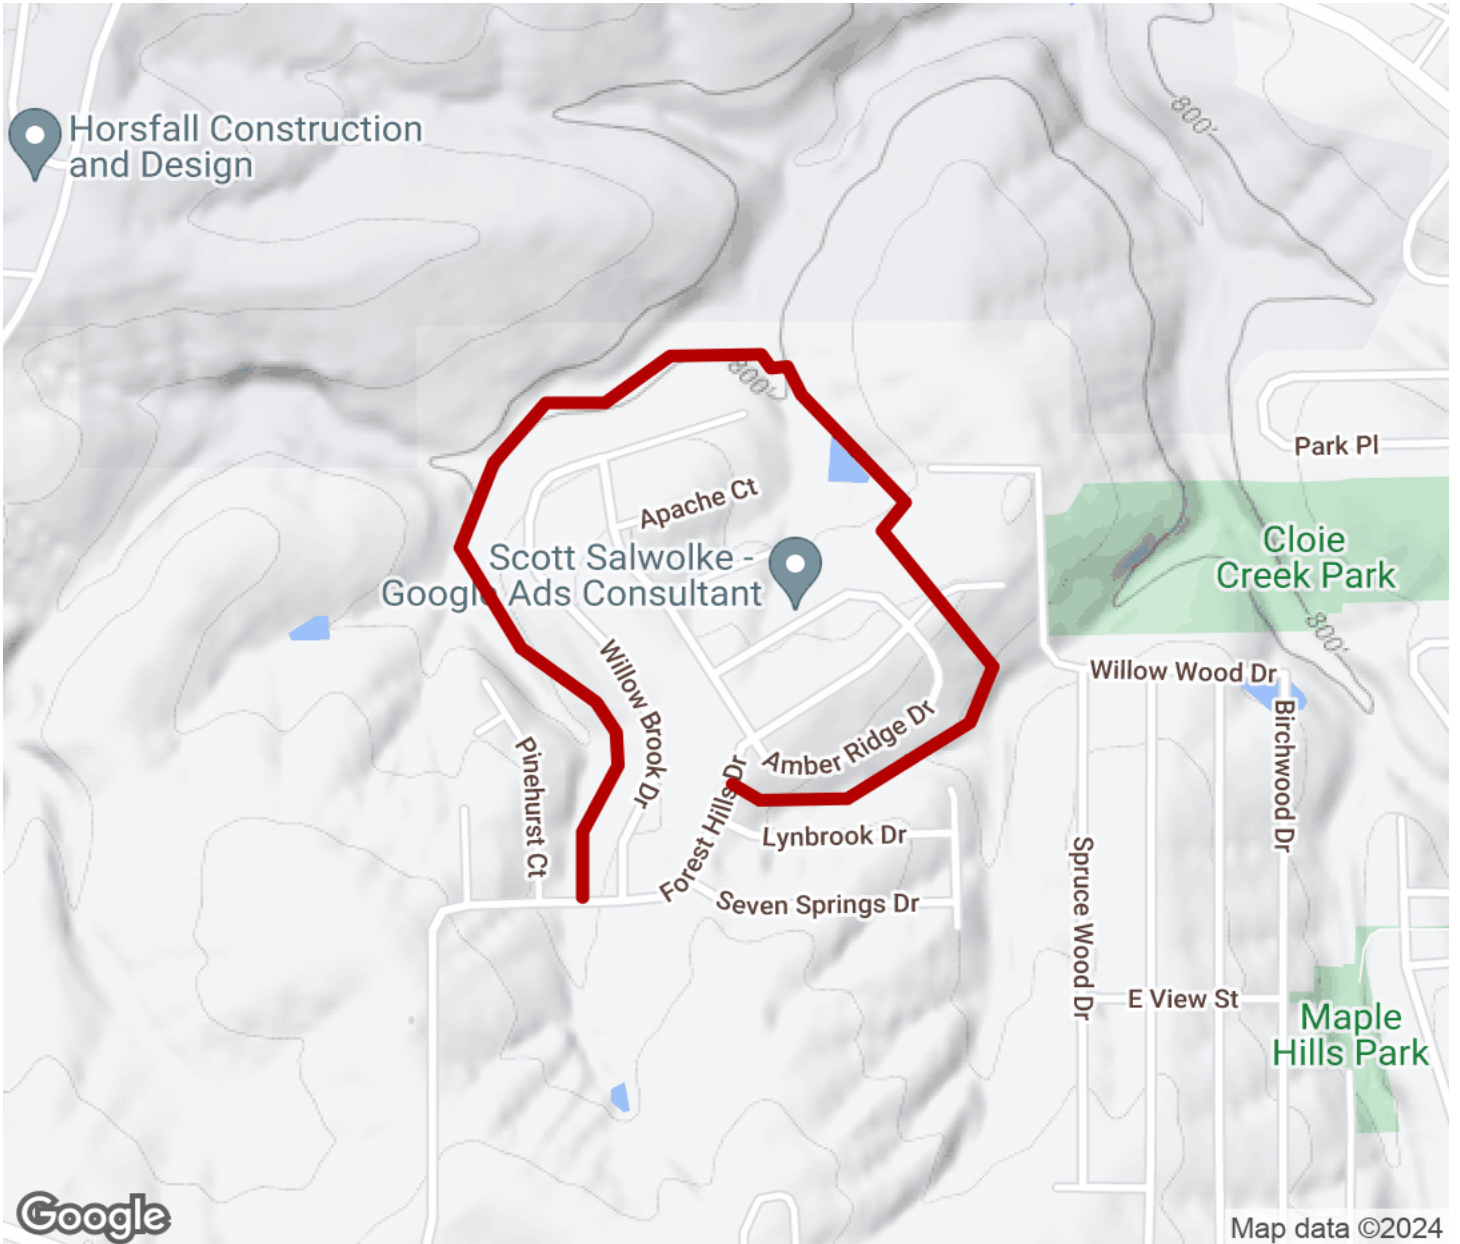 800'
Horsfall Construction
and Design
800'
Park Pl
Apache Ct
Cloie
Creek Park
Scott Salwolke -
Google Ads Consultant
800'
Willow Brook Dr
Willow Wood Dr
Birchwood Dr
Pinehurst Ct
Amber Ridge Dr
Forest Hills Dr
Lynbrook Dr
Seven Springs Dr
Spruce Wood Dr
E View St
Maple
Hills Park
Google
Map data ©2024